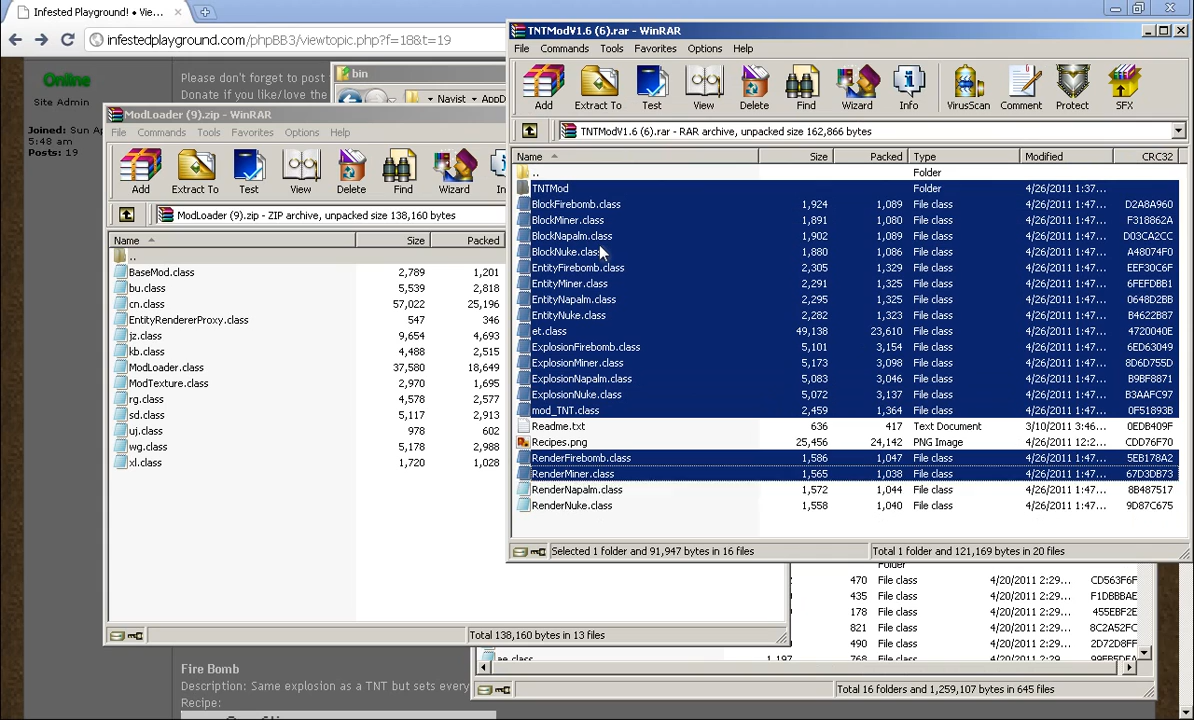 Infested Playground! • Viev...
infestedplayground.com/phpBB3/viewtopic.php?f=18&t=19
Online
Site Admin
Joined: Sun Ap
5:48 am
Posts: 19
Please don't forget to post
Donate if you like/love the
bin
Navist ▾ AppD
ModLoader (9).zip - WinRAR
File Commands Tools Favorites Options Help
Add Extract To Test View Delete Find Wizard
ModLoader (9).zip - ZIP archive, unpacked size 138,160 bytes
Name Size Packed
..
BaseMod.class 2,789 1,201
bu.class 5,539 2,818
cn.class 57,022 25,196
EntityRendererProxy.class 547 346
jz.class 9,654 4,693
kb.class 4,488 2,515
ModLoader.class 37,580 18,649
ModTexture.class 2,970 1,695
rg.class 4,578 2,577
sd.class 5,117 2,913
uj.class 978 602
wg.class 5,178 2,988
xl.class 1,720 1,028
Total 138,160 bytes in 13 files
TNTModV1.6 (6).rar - WinRAR
File Commands Tools Favorites Options Help
Add Extract To Test View Delete Find Wizard Info VirusScan Comment Protect SFX
TNTModV1.6 (6).rar - RAR archive, unpacked size 162,866 bytes
Name Size Packed Type Modified CRC32
.. Folder
TNTMod Folder 4/26/2011 1:37...
BlockFirebomb.class 1,924 1,089 File class 4/26/2011 1:47... D2A8A960
BlockMiner.class 1,891 1,080 File class 4/26/2011 1:47... F318862A
BlockNapalm.class 1,902 1,089 File class 4/26/2011 1:47... D03CA2CC
BlockNuke.class 1,880 1,086 File class 4/26/2011 1:47... A48074F0
EntityFirebomb.class 2,305 1,329 File class 4/26/2011 1:47... EEF30C6F
EntityMiner.class 2,291 1,325 File class 4/26/2011 1:47... 6FEFDBB1
EntityNapalm.class 2,295 1,325 File class 4/26/2011 1:47... 0648D2BB
EntityNuke.class 2,282 1,323 File class 4/26/2011 1:47... B4622B87
et.class 49,138 23,610 File class 4/26/2011 1:47... 4720040E
ExplosionFirebomb.class 5,101 3,154 File class 4/26/2011 1:47... 6ED63049
ExplosionMiner.class 5,173 3,098 File class 4/26/2011 1:47... 8D6D755D
ExplosionNapalm.class 5,083 3,046 File class 4/26/2011 1:47... B9BF8871
ExplosionNuke.class 5,072 3,137 File class 4/26/2011 1:47... B3AAFC97
mod_TNT.class 2,459 1,364 File class 4/26/2011 1:47... 0F51893B
Readme.txt 636 417 Text Document 3/10/2011 3:46... 0EDB409F
Recipes.png 25,456 24,142 PNG Image 4/26/2011 1:47... CDD76F70
RenderFirebomb.class 1,586 1,047 File class 4/26/2011 1:47... 5EB178A2
RenderMiner.class 1,565 1,038 File class 4/26/2011 1:47... 67D3DB73
RenderNapalm.class 1,572 1,044 File class 4/26/2011 1:47... 8B487517
RenderNuke.class 1,558 1,040 File class 4/26/2011 1:47... 9D87C675
Selected 1 folder and 91,947 bytes in 16 files
Total 1 folder and 121,169 bytes in 20 files
Folder
470 File class 4/20/2011 2:29... CD563F6F
435 File class 4/20/2011 2:29... F1DBBBAE
178 File class 4/20/2011 2:29... 455EBF2E
821 File class 4/20/2011 2:29... 8C2A52FC
490 File class 4/20/2011 2:29... 2D72D8FF
ae.class 1,197 768 File class 4/20/2011 2:29...
Total 16 folders and 1,259,107 bytes in 645 files
Fire Bomb
Description: Same explosion as a TNT but sets every
Recipe: